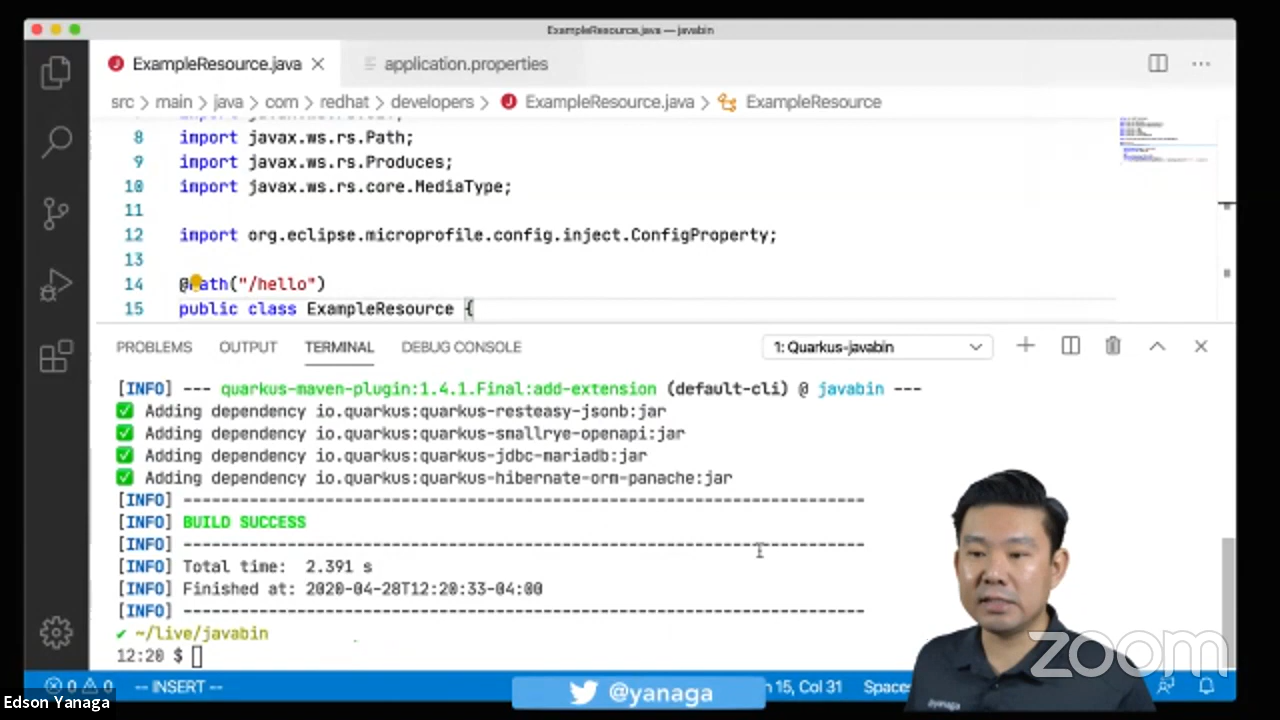 ExampleResource.java — javabin
ExampleResource.java
application.properties
src > main > java > com > redhat > developers > ExampleResource.java > ExampleResource
8 import javax.ws.rs.Path;
9 import javax.ws.rs.Produces;
10 import javax.ws.rs.core.MediaType;
11
12 import org.eclipse.microprofile.config.inject.ConfigProperty;
13
14 @Path("/hello")
15 public class ExampleResource {
PROBLEMS OUTPUT TERMINAL DEBUG CONSOLE
1: Quarkus-javabin
[INFO] --- quarkus-maven-plugin:1.4.1.Final:add-extension (default-cli) @ javabin ---
✅ Adding dependency io.quarkus:quarkus-resteasy-jsonb:jar
✅ Adding dependency io.quarkus:quarkus-smallrye-openapi:jar
✅ Adding dependency io.quarkus:quarkus-jdbc-mariadb:jar
✅ Adding dependency io.quarkus:quarkus-hibernate-orm-panache:jar
[INFO] ------------------------------------------------------------------------
[INFO] BUILD SUCCESS
[INFO] ------------------------------------------------------------------------
[INFO] Total time: 2.391 s
[INFO] Finished at: 2020-04-28T12:20:33-04:00
[INFO] ------------------------------------------------------------------------
✔ ~/Live/javabin
12:20 $
zoom
0 0 -- INSERT --
@yanaga
n 15, Col 31
Spaces
Edson Yanaga